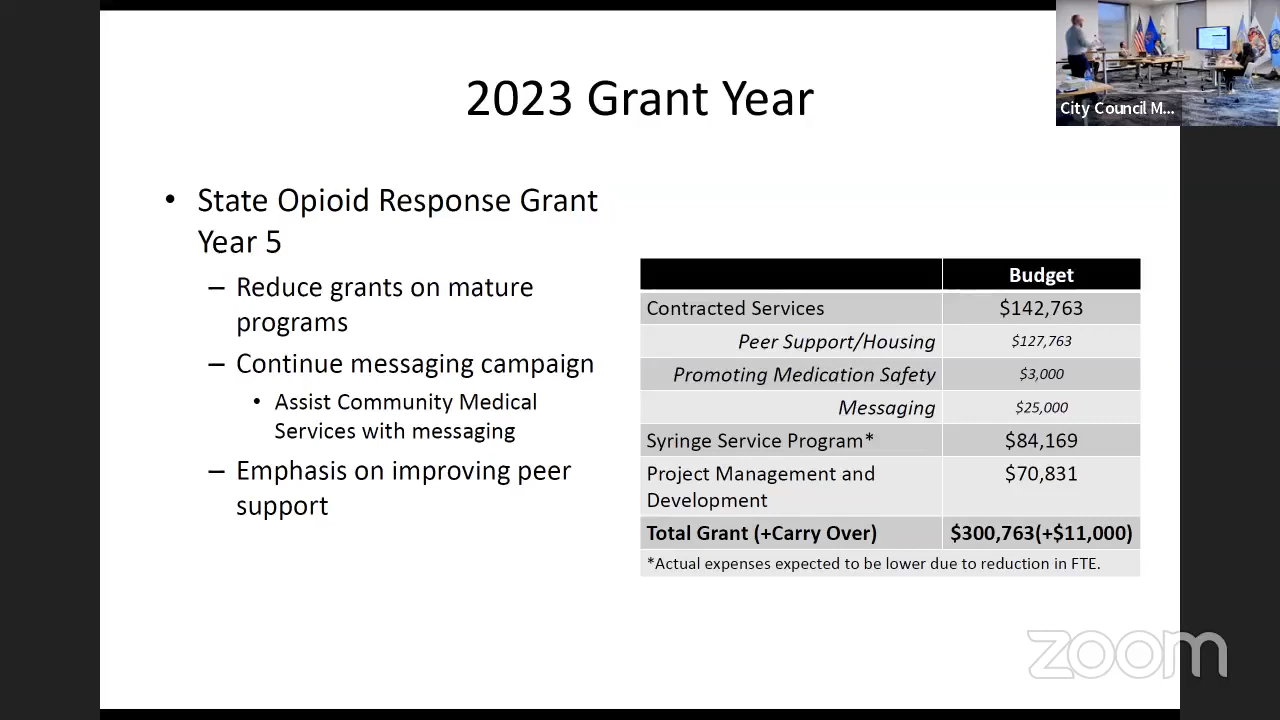 City Council M...
2023 Grant Year
• State Opioid Response Grant
Year 5
– Reduce grants on mature
programs
– Continue messaging campaign
• Assist Community Medical
Services with messaging
– Emphasis on improving peer
support
Budget
Contracted Services $142,763
Peer Support/Housing $127,763
Promoting Medication Safety $3,000
Messaging $25,000
Syringe Service Program* $84,169
Project Management and $70,831
Development
Total Grant (+Carry Over) $300,763(+$11,000)
*Actual expenses expected to be lower due to reduction in FTE.
zoom